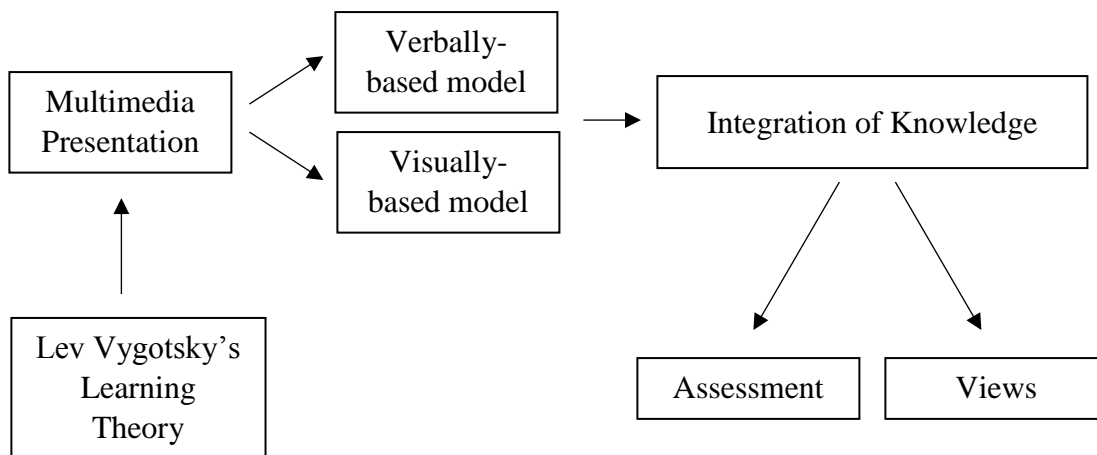 Multimedia
Presentation
Verbally-
based model
Visually-
based model
Integration of Knowledge
Lev Vygotsky’s
Learning
Theory
Assessment
Views